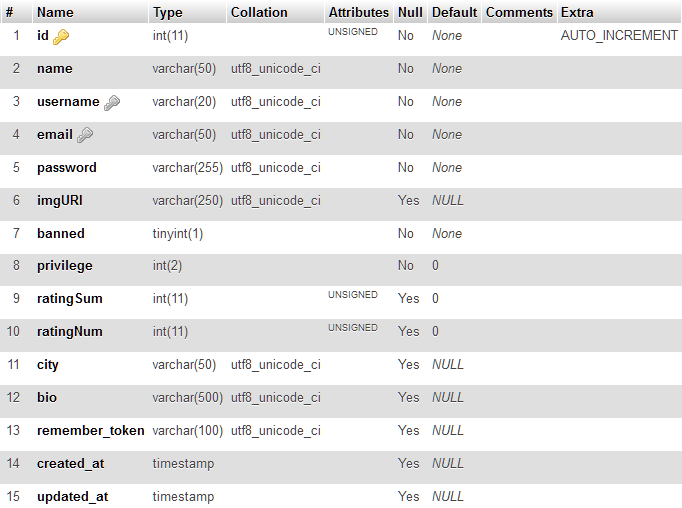 # Name Type Collation Attributes Null Default Comments Extra
1 id int(11) UNSIGNED No None AUTO_INCREMENT
2 name varchar(50) utf8_unicode_ci No None
3 username varchar(20) utf8_unicode_ci No None
4 email varchar(50) utf8_unicode_ci No None
5 password varchar(255) utf8_unicode_ci No None
6 imgURI varchar(250) utf8_unicode_ci Yes NULL
7 banned tinyint(1) No None
8 privilege int(2) No 0
9 ratingSum int(11) UNSIGNED Yes 0
10 ratingNum int(11) UNSIGNED Yes 0
11 city varchar(50) utf8_unicode_ci Yes NULL
12 bio varchar(500) utf8_unicode_ci Yes NULL
13 remember_token varchar(100) utf8_unicode_ci Yes NULL
14 created_at timestamp Yes NULL
15 updated_at timestamp Yes NULL